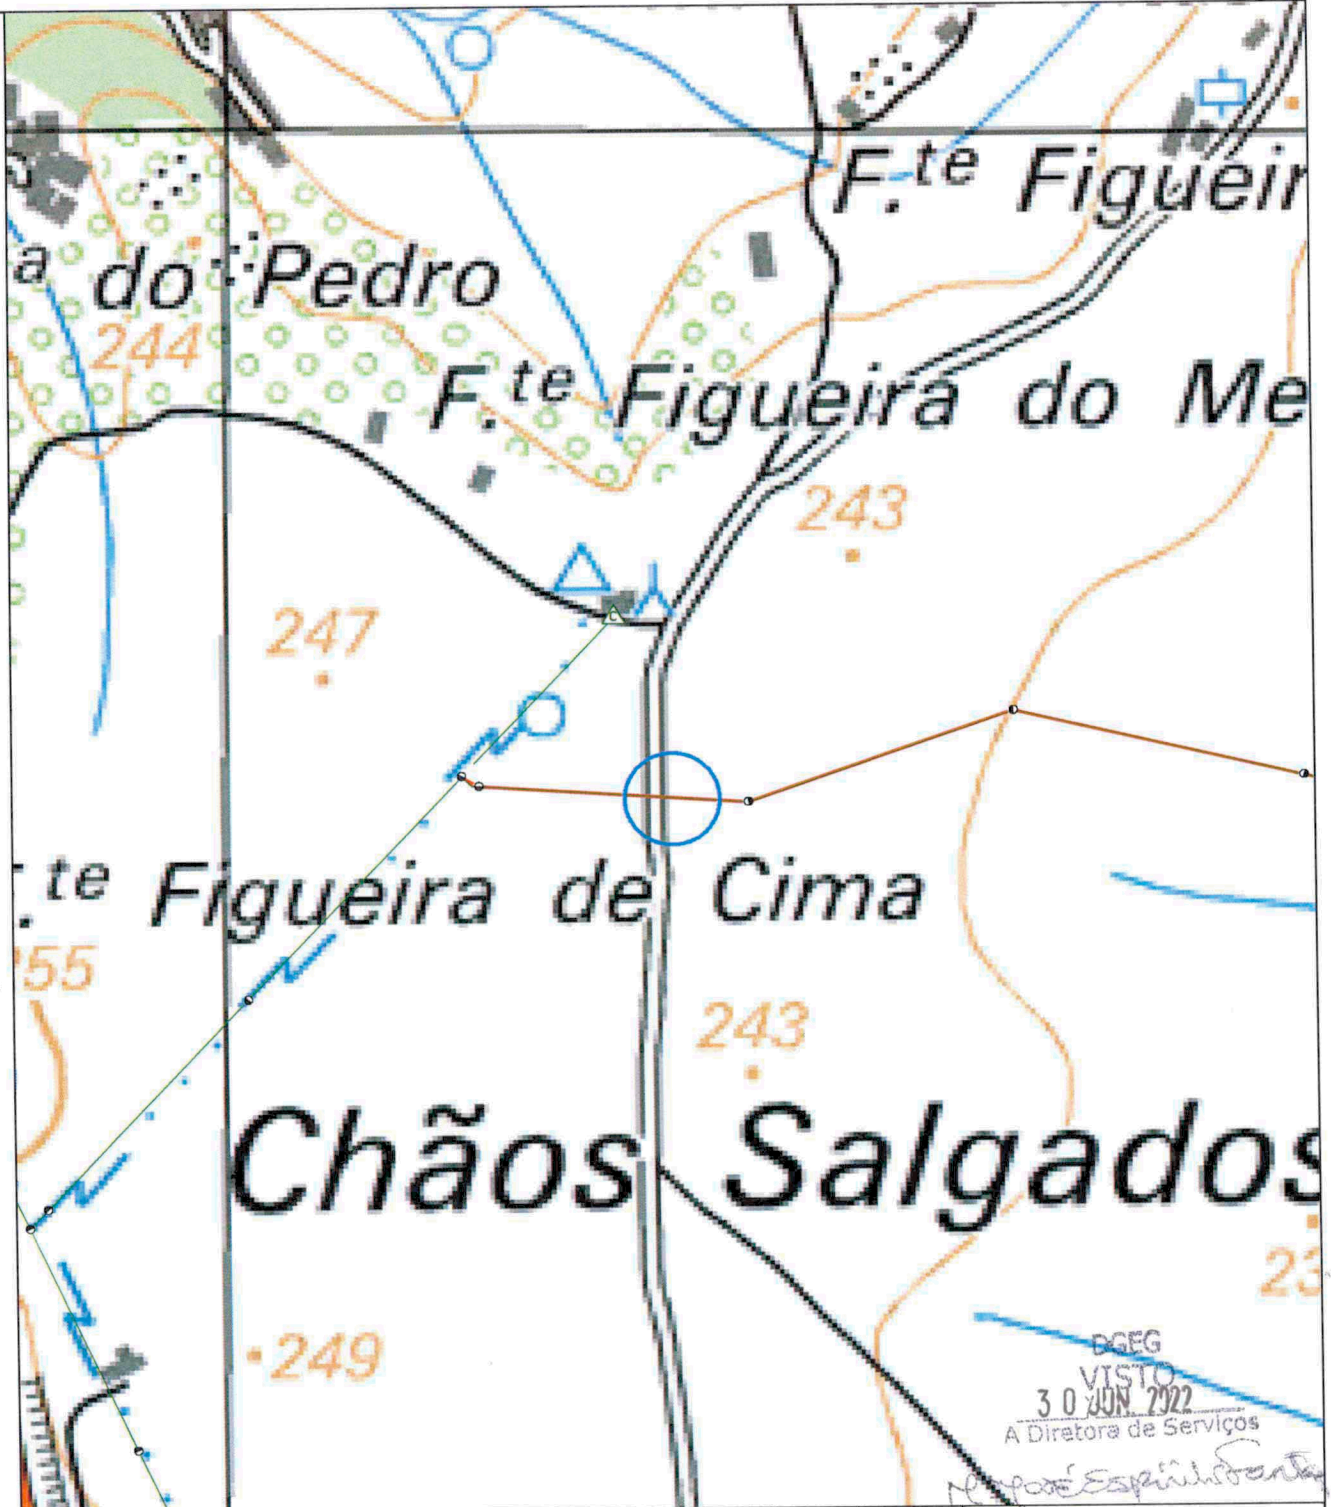 F.te Figueir
a do Pedro
244
F.te Figueira do Me
243
247
.te Figueira de Cima
55
243
Chãos Salgados
23
249
DGEG
VISTO
30 JUN. 2022
A Diretora de Serviços